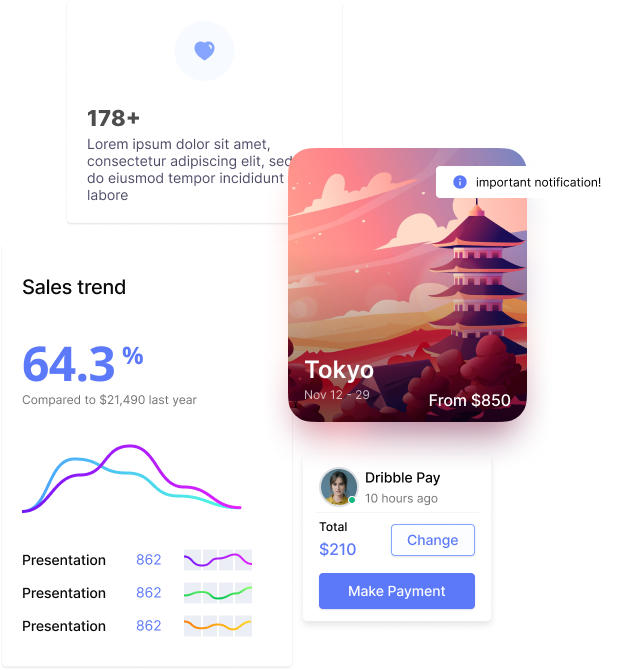 178+
Lorem ipsum dolor sit amet,
consectetur adipiscing elit, sed
do eiusmod tempor incididunt
labore
important notification!
Tokyo
Nov 12 - 29
From $850
Sales trend
64.3 %
Compared to $21,490 last year
Presentation 862
Presentation 862
Presentation 862
Dribble Pay
10 hours ago
Total
$210
Change
Make Payment